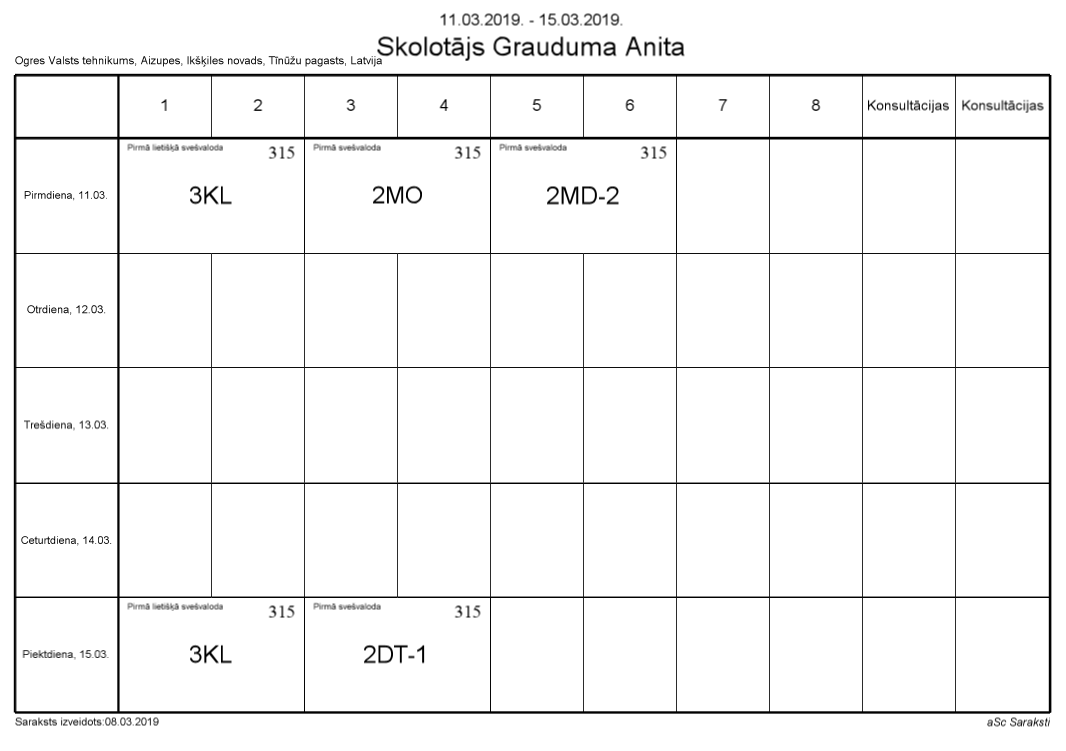 11.03.2019. - 15.03.2019.
Skolotājs Grauduma Anita
Ogres Valsts tehnikums, Aizupes, Ikšķiles novads, Tīnūžu pagasts, Latvija
1 2 3 4 5 6 7 8 Konsultācijas Konsultācijas
Pirmā lietišķā svešvaloda 315 Pirmā svešvaloda 315 Pirmā svešvaloda 315
Pirmdiena, 11.03. 3KL 2MO 2MD-2
Otrdiena, 12.03.
Trešdiena, 13.03.
Ceturtdiena, 14.03.
Pirmā lietišķā svešvaloda 315 Pirmā svešvaloda 315
Piektdiena, 15.03. 3KL 2DT-1
Saraksts izveidots:08.03.2019 aSc Saraksti